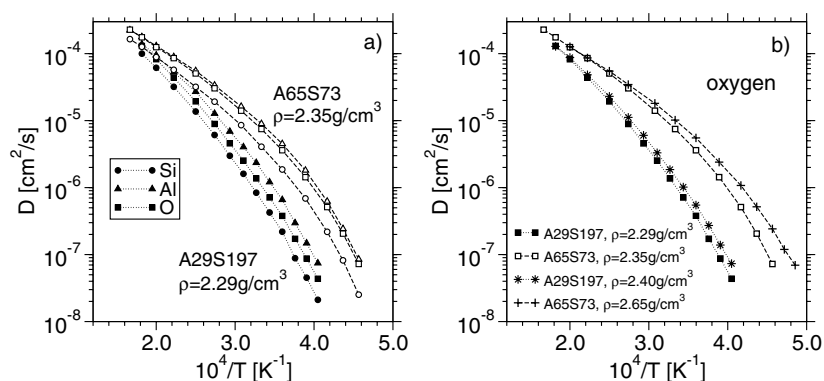 a)
A65S73
ρ=2.35g/cm³
Si
Al
O
A29S197
ρ=2.29g/cm³
D [cm²/s]
10⁻⁴
10⁻⁵
10⁻⁶
10⁻⁷
10⁻⁸
2.0 3.0 4.0 5.0
10⁴/T [K⁻¹]
b)
oxygen
A29S197, ρ=2.29g/cm³
A65S73, ρ=2.35g/cm³
A29S197, ρ=2.40g/cm³
A65S73, ρ=2.65g/cm³
D [cm²/s]
10⁻⁴
10⁻⁵
10⁻⁶
10⁻⁷
10⁻⁸
2.0 3.0 4.0 5.0
10⁴/T [K⁻¹]